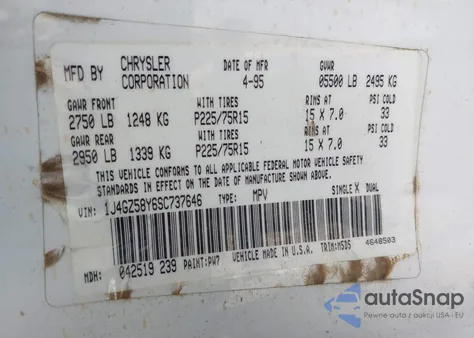 MFD BY CHRYSLER CORPORATION DATE OF MFR 4-95 GVWR 05500 LB 2495 KG
GAWR FRONT WITH TIRES RIMS AT PSI COLD
2750 LB 1248 KG P225/75R15 15 X 7.0 33
GAWR REAR WITH TIRES RIMS AT PSI COLD
2950 LB 1339 KG P225/75R15 15 X 7.0 33
THIS VEHICLE CONFORMS TO ALL APPLICABLE FEDERAL MOTOR VEHICLE SAFETY
STANDARDS IN EFFECT ON THE DATE OF MANUFACTURE SHOWN ABOVE.
VIN: 1J4GZ58Y6SC737646 TYPE: MPV SINGLE X DUAL
MDH: 042519 239 PAINT: PW7 VEHICLE MADE IN U.S.A. TRIM: M5D5 4648503
autaSnap
Pewne auta z aukcji USA i EU